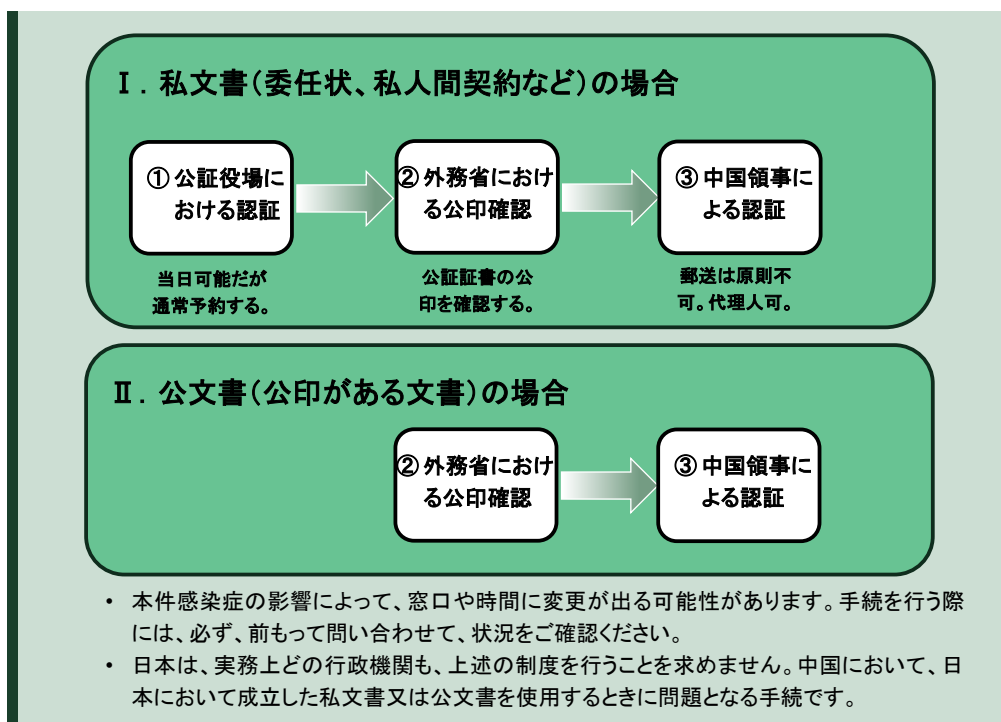 Ⅰ．私文書（委任状、私人間契約など）の場合
① 公証役場に
おける認証
② 外務省におけ
る公印確認
③ 中国領事に
よる認証
当日可能だが
通常予約する。
公証証書の公
印を確認する。
郵送は原則不
可。代理人可。
Ⅱ．公文書（公印がある文書）の場合
② 外務省におけ
る公印確認
③ 中国領事に
よる認証
• 本件感染症の影響によって、窓口や時間に変更が出る可能性があります。手続を行う際
には、必ず、前もって問い合わせて、状況をご確認ください。
• 日本は、実務上どの行政機関も、上述の制度を行うことを求めません。中国において、日
本において成立した私文書又は公文書を使用するときに問題となる手続です。